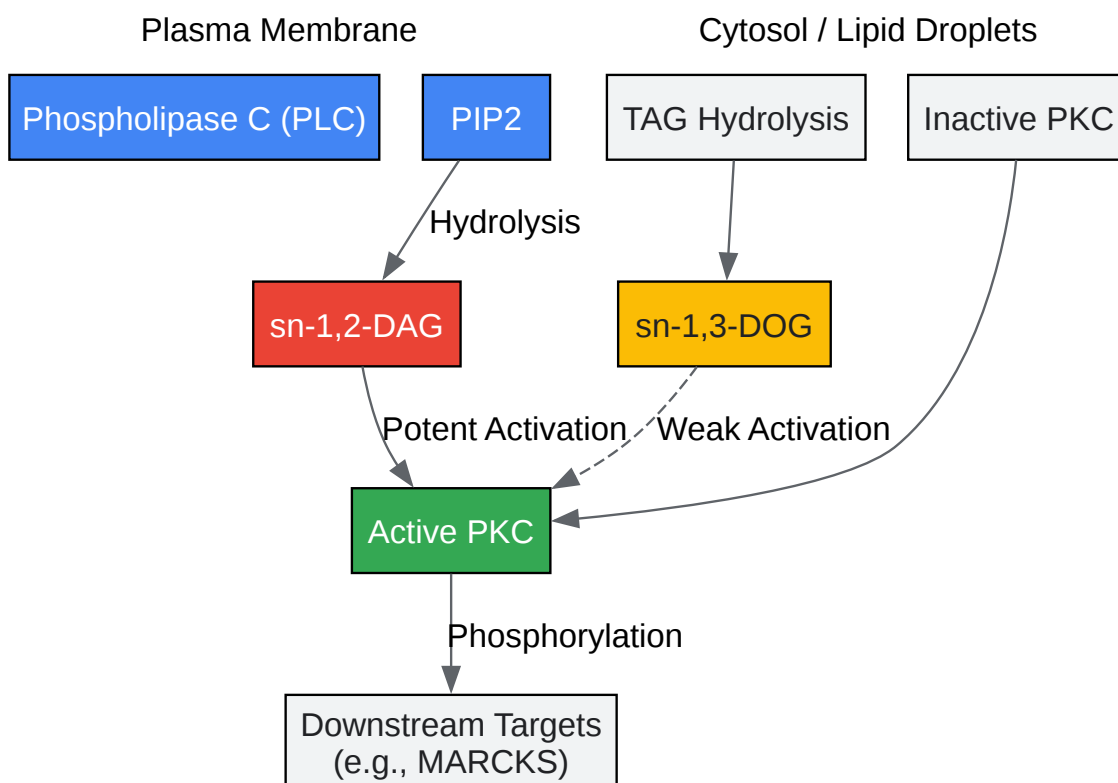 Plasma Membrane
Cytosol / Lipid Droplets
Phospholipase C (PLC)
PIP2
TAG Hydrolysis
Inactive PKC
Hydrolysis
sn-1,2-DAG
sn-1,3-DOG
Potent Activation
Weak Activation
Active PKC
Phosphorylation
Downstream Targets
(e.g., MARCKS)